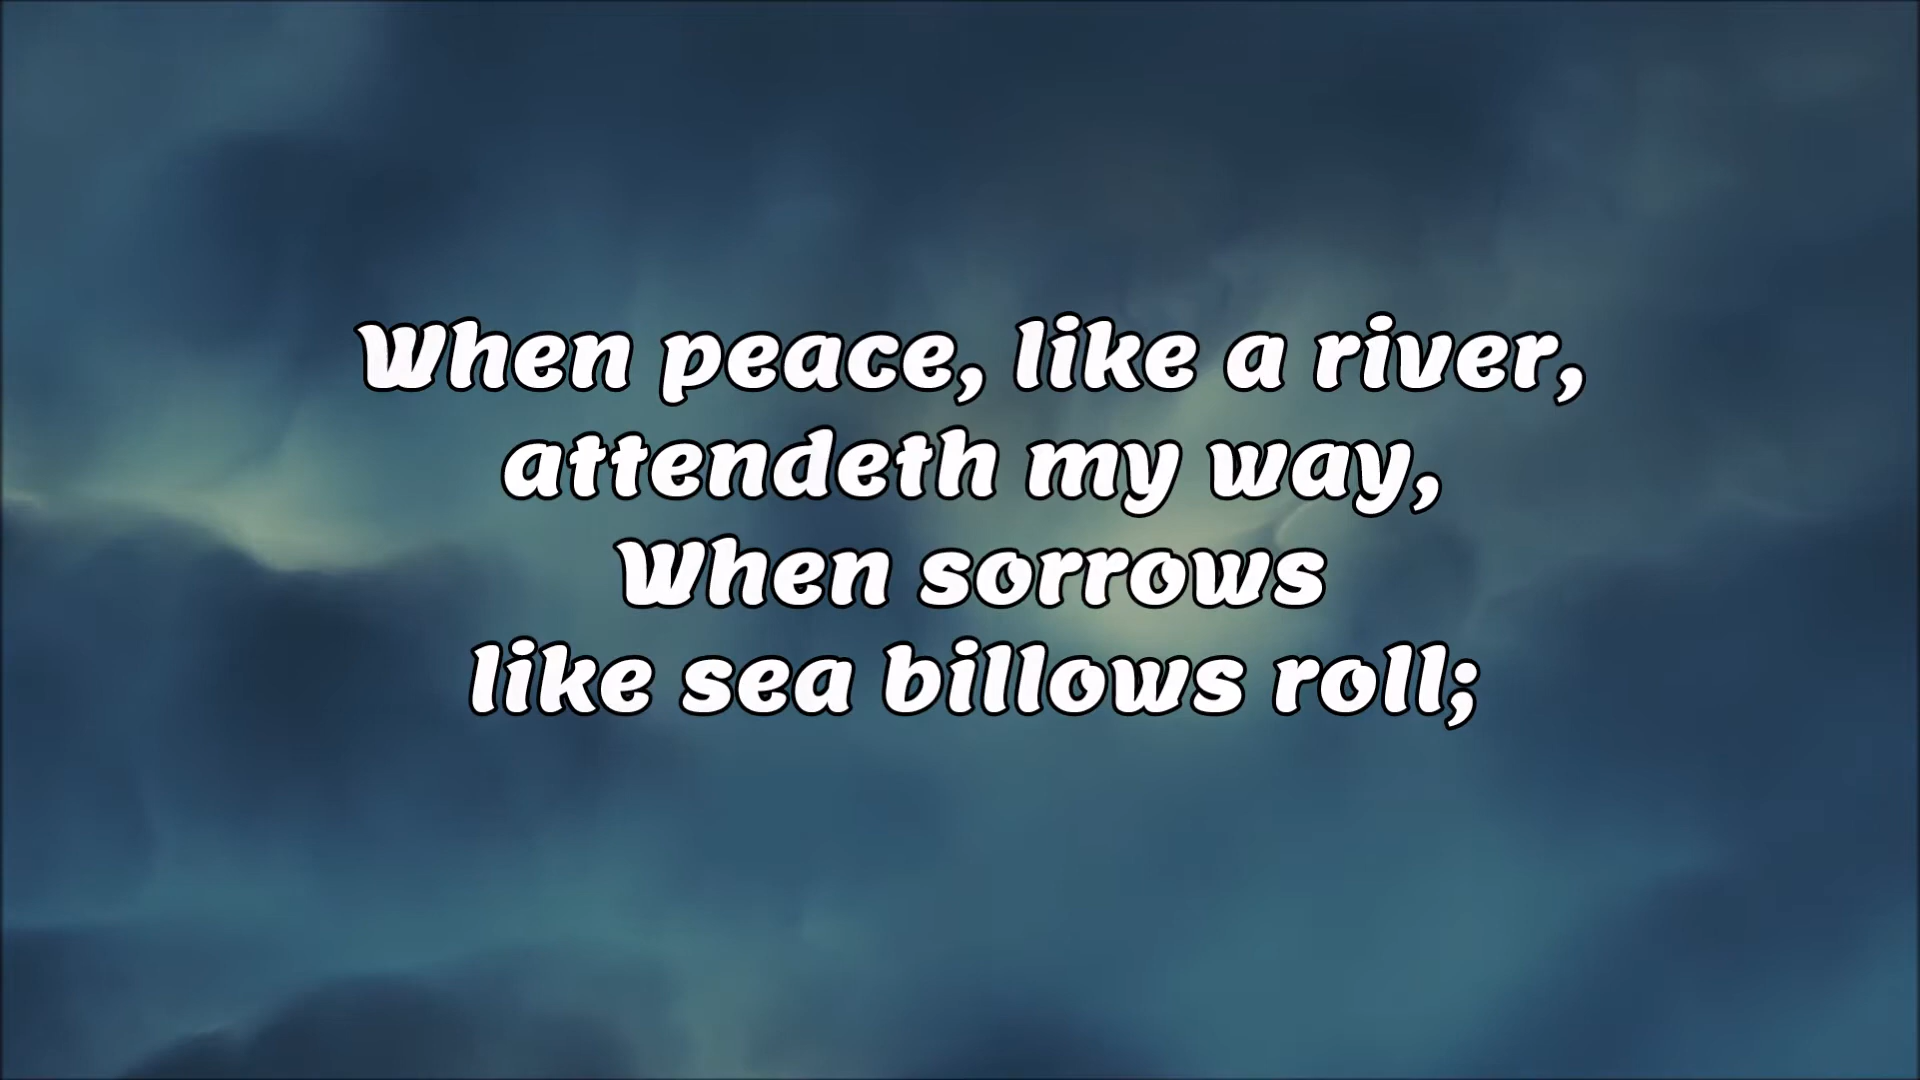 When peace, like a river,
attendeth my way,
When sorrows
like sea billows roll;